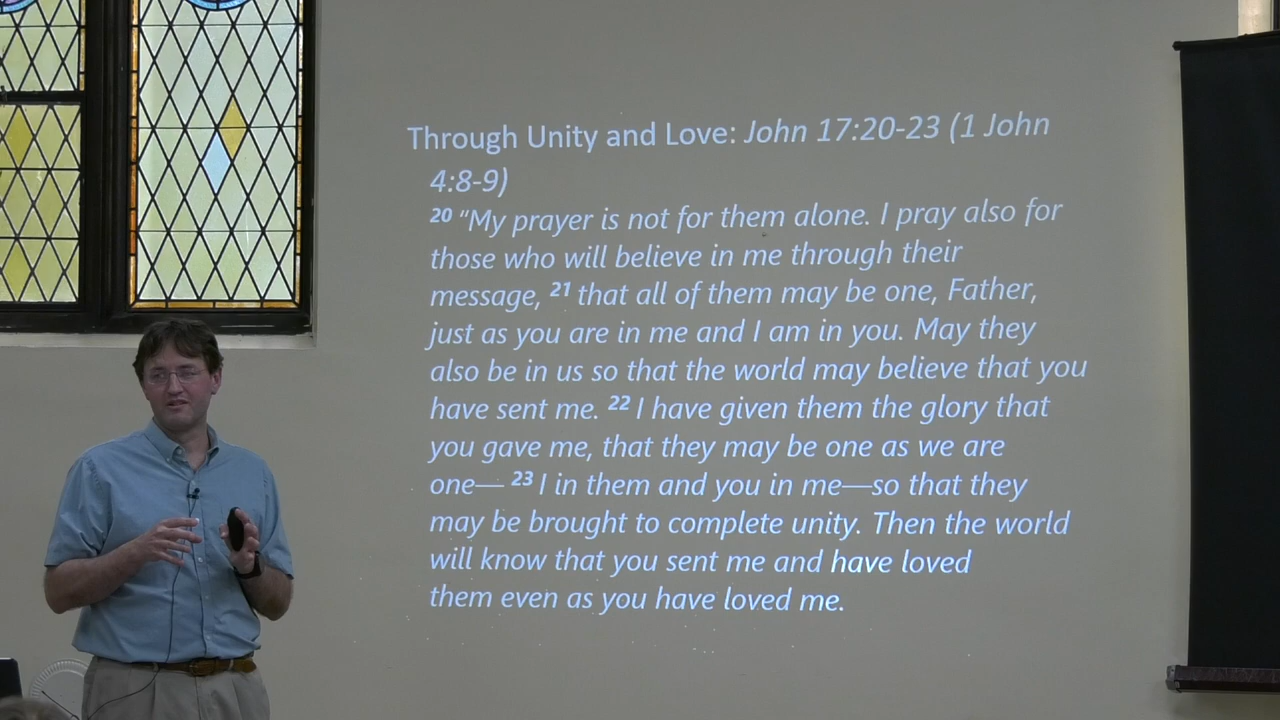 Through Unity and Love: John 17:20-23 (1 John
4:8-9)
20 “My prayer is not for them alone. I pray also for
those who will believe in me through their
message, 21 that all of them may be one, Father,
just as you are in me and I am in you. May they
also be in us so that the world may believe that you
have sent me. 22 I have given them the glory that
you gave me, that they may be one as we are
one— 23 I in them and you in me—so that they
may be brought to complete unity. Then the world
will know that you sent me and have loved
them even as you have loved me.